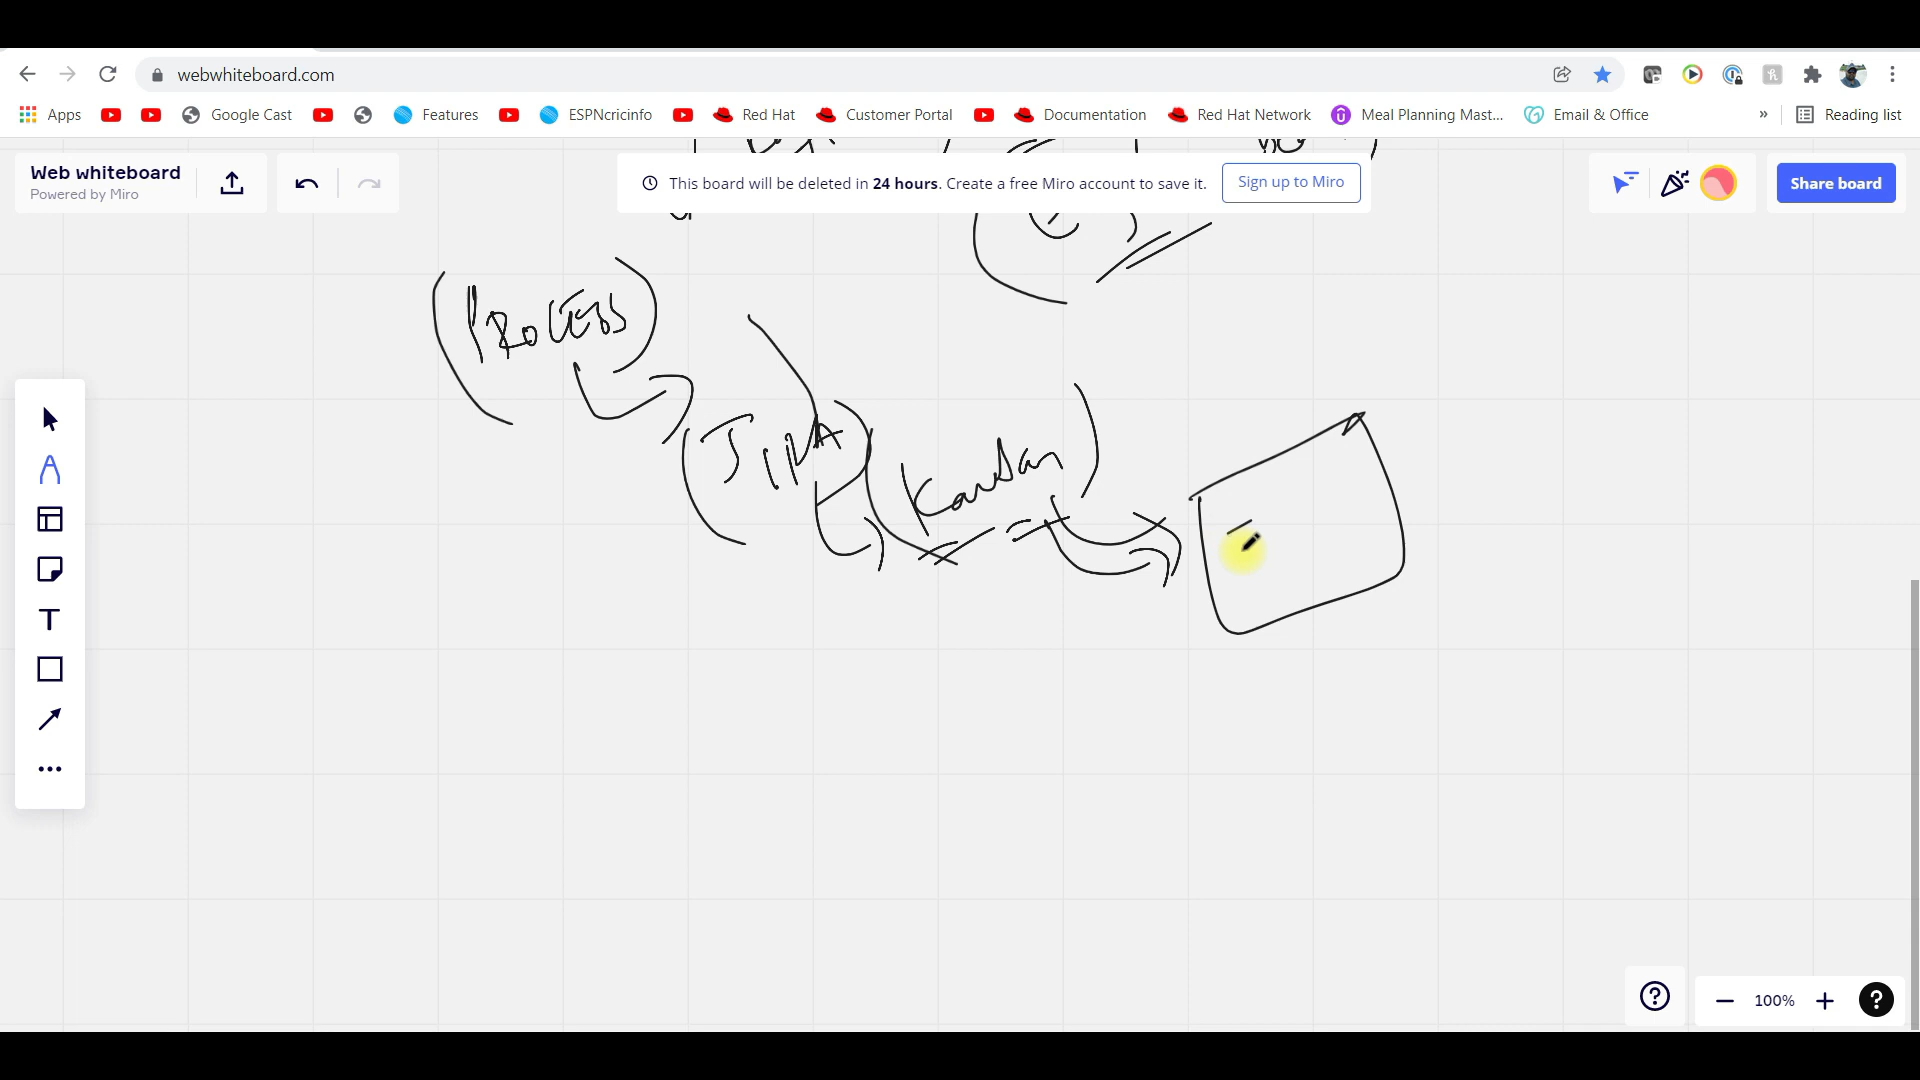 webwhiteboard.com
Apps Google Cast Features ESPNcricinfo Red Hat Customer Portal Documentation Red Hat Network Meal Planning Mast... Email & Office » Reading list
Web whiteboard
Powered by Miro
This board will be deleted in 24 hours. Create a free Miro account to save it.
Sign up to Miro
Share board
PROCESS
JIRA
Kanban
T
100%